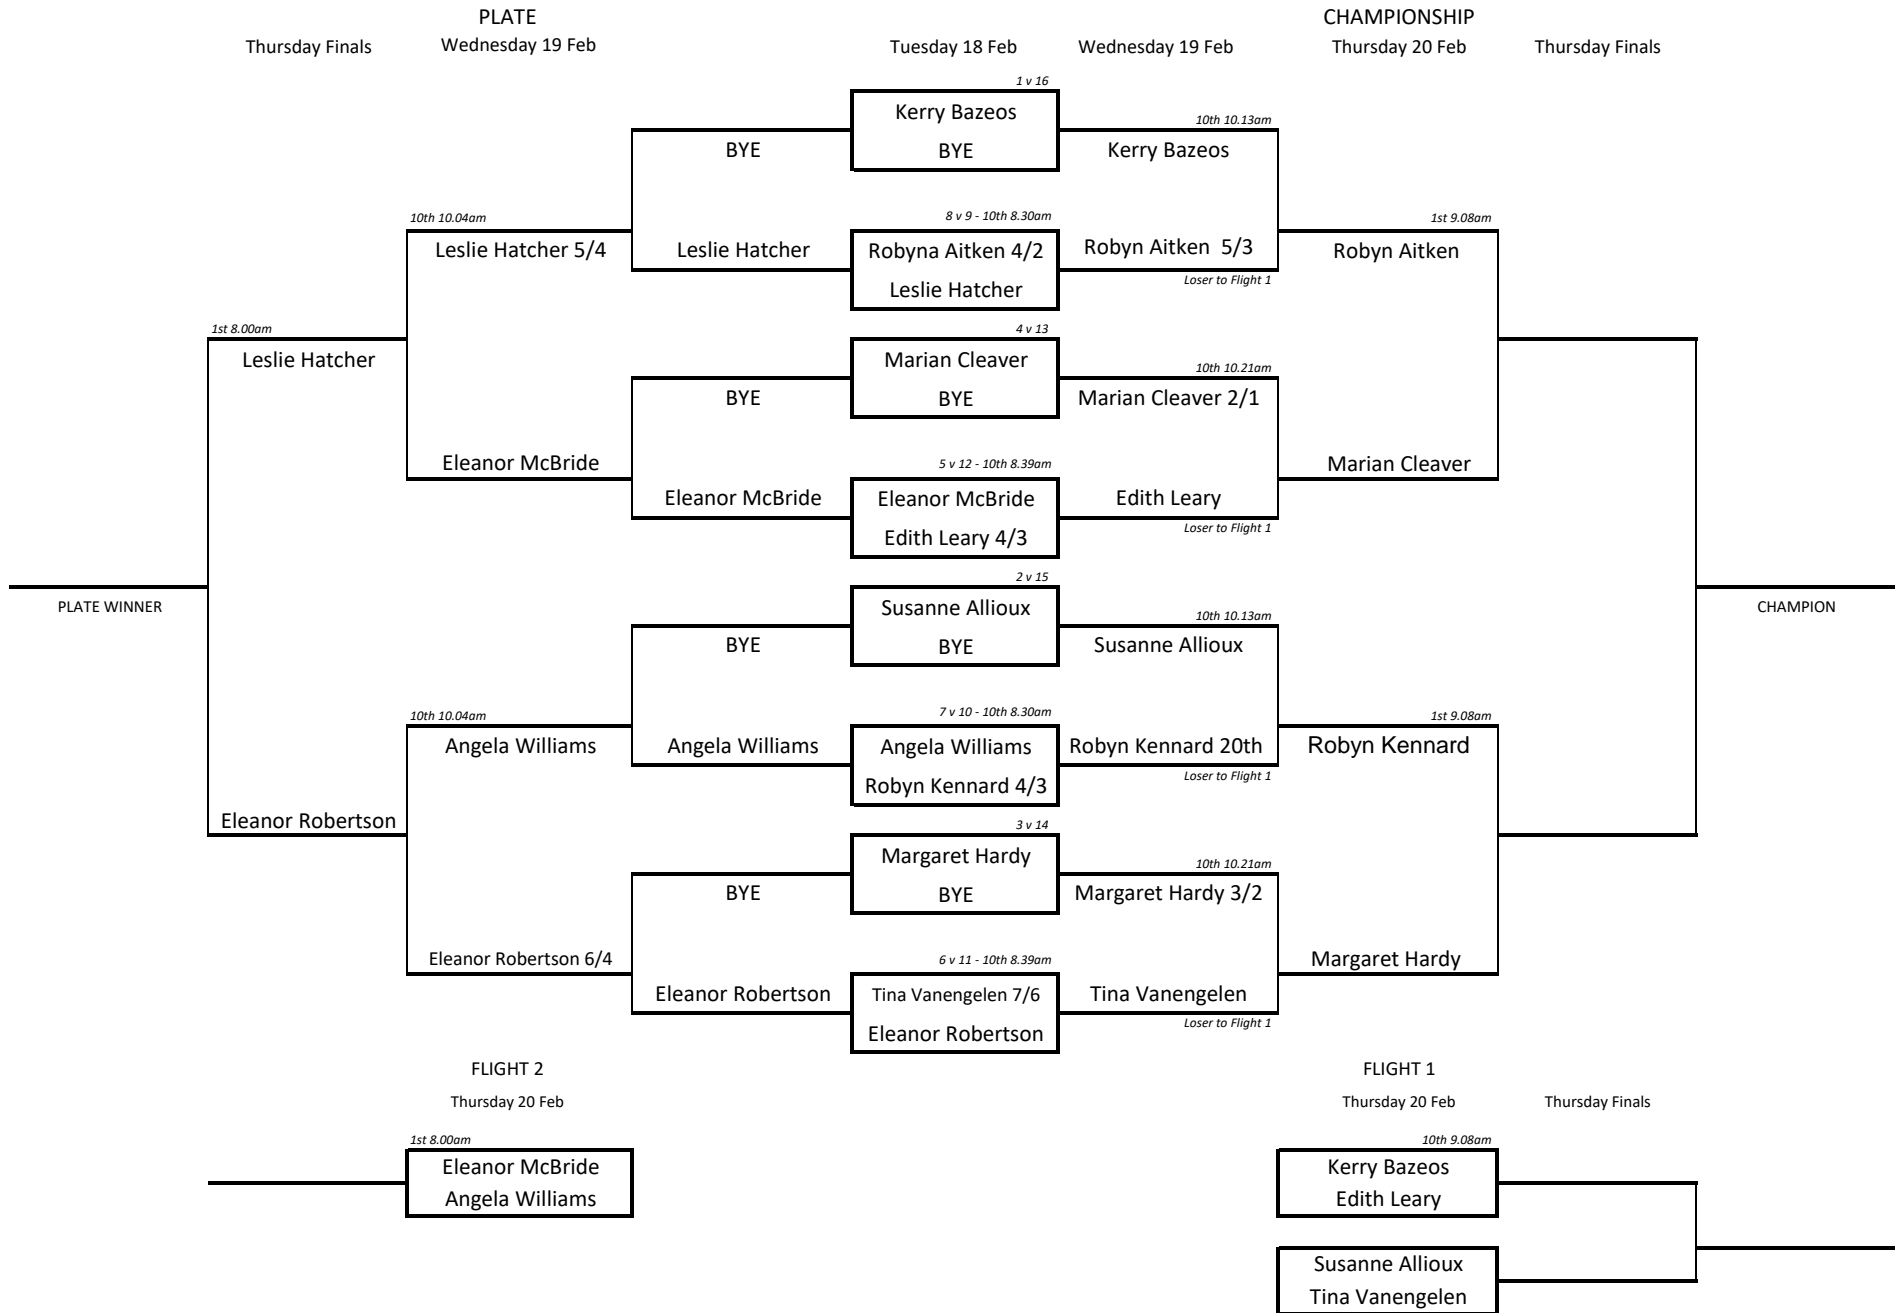 PLATE
CHAMPIONSHIP
Thursday Finals
Wednesday 19 Feb
Tuesday 18 Feb
Wednesday 19 Feb
Thursday 20 Feb
Thursday Finals
1 v 16
Kerry Bazeos
10th 10.13am
BYE
BYE
Kerry Bazeos
10th 10.04am
8 v 9 - 10th 8.30am
1st 9.08am
Leslie Hatcher 5/4
Leslie Hatcher
Robyna Aitken 4/2
Robyn Aitken 5/3
Robyn Aitken
Loser to Flight 1
Leslie Hatcher
1st 8.00am
4 v 13
Leslie Hatcher
Marian Cleaver
10th 10.21am
BYE
BYE
Marian Cleaver 2/1
Eleanor McBride
5 v 12 - 10th 8.39am
Marian Cleaver
Eleanor McBride
Eleanor McBride
Edith Leary
Loser to Flight 1
Edith Leary 4/3
2 v 15
PLATE WINNER
Susanne Allioux
CHAMPION
10th 10.13am
BYE
BYE
Susanne Allioux
10th 10.04am
7 v 10 - 10th 8.30am
1st 9.08am
Angela Williams
Angela Williams
Angela Williams
Robyn Kennard 20th
Robyn Kennard
Loser to Flight 1
Robyn Kennard 4/3
Eleanor Robertson
3 v 14
Margaret Hardy
10th 10.21am
BYE
BYE
Margaret Hardy 3/2
Eleanor Robertson 6/4
6 v 11 - 10th 8.39am
Margaret Hardy
Eleanor Robertson
Tina Vanengelen 7/6
Tina Vanengelen
Loser to Flight 1
Eleanor Robertson
FLIGHT 2
FLIGHT 1
Thursday 20 Feb
Thursday 20 Feb
Thursday Finals
1st 8.00am
10th 9.08am
Eleanor McBride
Kerry Bazeos
Angela Williams
Edith Leary
Susanne Allioux
Tina Vanengelen